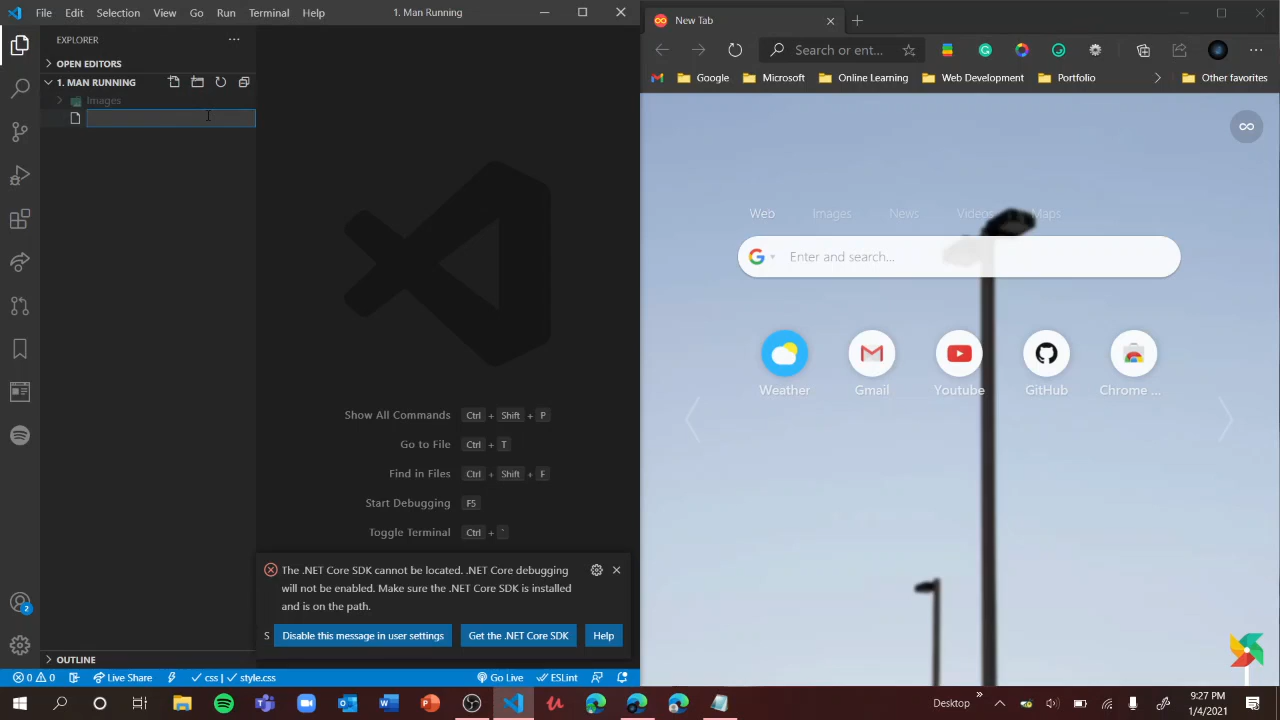 File Edit Selection View Go Run Terminal Help 1. Man Running
EXPLORER
OPEN EDITORS
1. MAN RUNNING
Images
Show All Commands Ctrl + Shift + P
Go to File Ctrl + T
Find in Files Ctrl + Shift + F
Start Debugging F5
Toggle Terminal Ctrl + `
The .NET Core SDK cannot be located. .NET Core debugging
will not be enabled. Make sure the .NET Core SDK is installed
and is on the path.
S Disable this message in user settings Get the .NET Core SDK Help
OUTLINE
2
0 0 Live Share css | style.css Go Live ESLint
New Tab
Search or ent...
Google Microsoft Online Learning Web Development Portfolio Other favorites
Web Images News Videos Maps
Enter and search...
Weather Gmail Youtube GitHub Chrome ...
Desktop
9:27 PM
1/4/2021